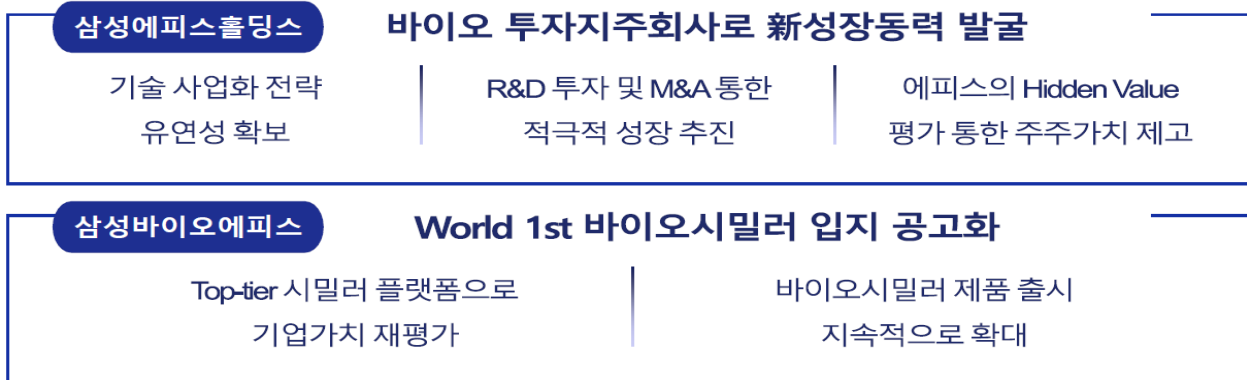 삼성에피스홀딩스
바이오 투자지주회사로 新성장동력 발굴
기술 사업화 전략
유연성 확보
R&D 투자 및 M&A 통한
적극적 성장 추진
에피스의 Hidden Value
평가 통한 주주가치 제고
삼성바이오에피스
World 1st 바이오시밀러 입지 공고화
Top-tier 시밀러 플랫폼으로
기업가치 재평가
바이오시밀러 제품 출시
지속적으로 확대